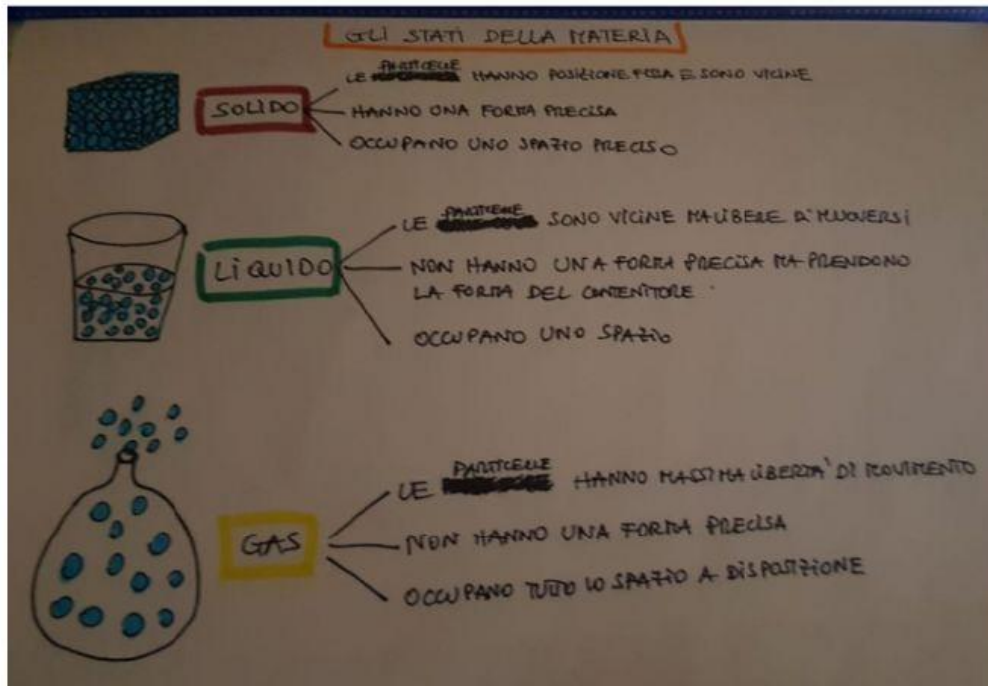 GLI STATI DELLA MATERIA
LE PARTICELLE HANNO POSIZIONE FISSA E SONO VICINE
SOLIDO
HANNO UNA FORMA PRECISA
OCCUPANO UNO SPAZIO PRECISO
LE PARTICELLE SONO VICINE MA LIBERE DI MUOVERSI
LIQUIDO
NON HANNO UNA FORMA PRECISA MA PRENDONO
LA FORMA DEL CONTENITORE
OCCUPANO UNO SPAZIO
LE PARTICELLE HANNO MASSIMA LIBERTA' DI MOVIMENTO
GAS
NON HANNO UNA FORMA PRECISA
OCCUPANO TUTTO LO SPAZIO A DISPOSIZIONE